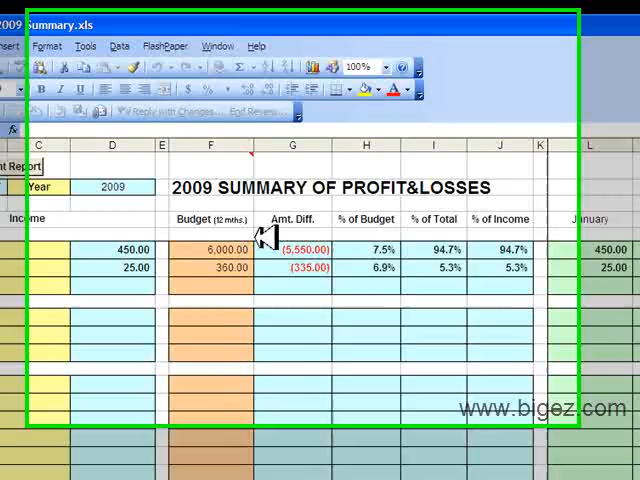 2009 Summary.xls
nsert Format Tools Data FlashPaper Window Help
Σ 100%
B I U $ % ,
Reply with Changes... End Review...
fx
C D E F G H I J K L
nt Report
Year 2009 2009 SUMMARY OF PROFIT&LOSSES
Income Budget (12 mths.) Amt. Diff. % of Budget % of Total % of Income January
450.00 6,000.00 (5,550.00) 7.5% 94.7% 94.7% 450.00
25.00 360.00 (335.00) 6.9% 5.3% 5.3% 25.00
www.bigez.com